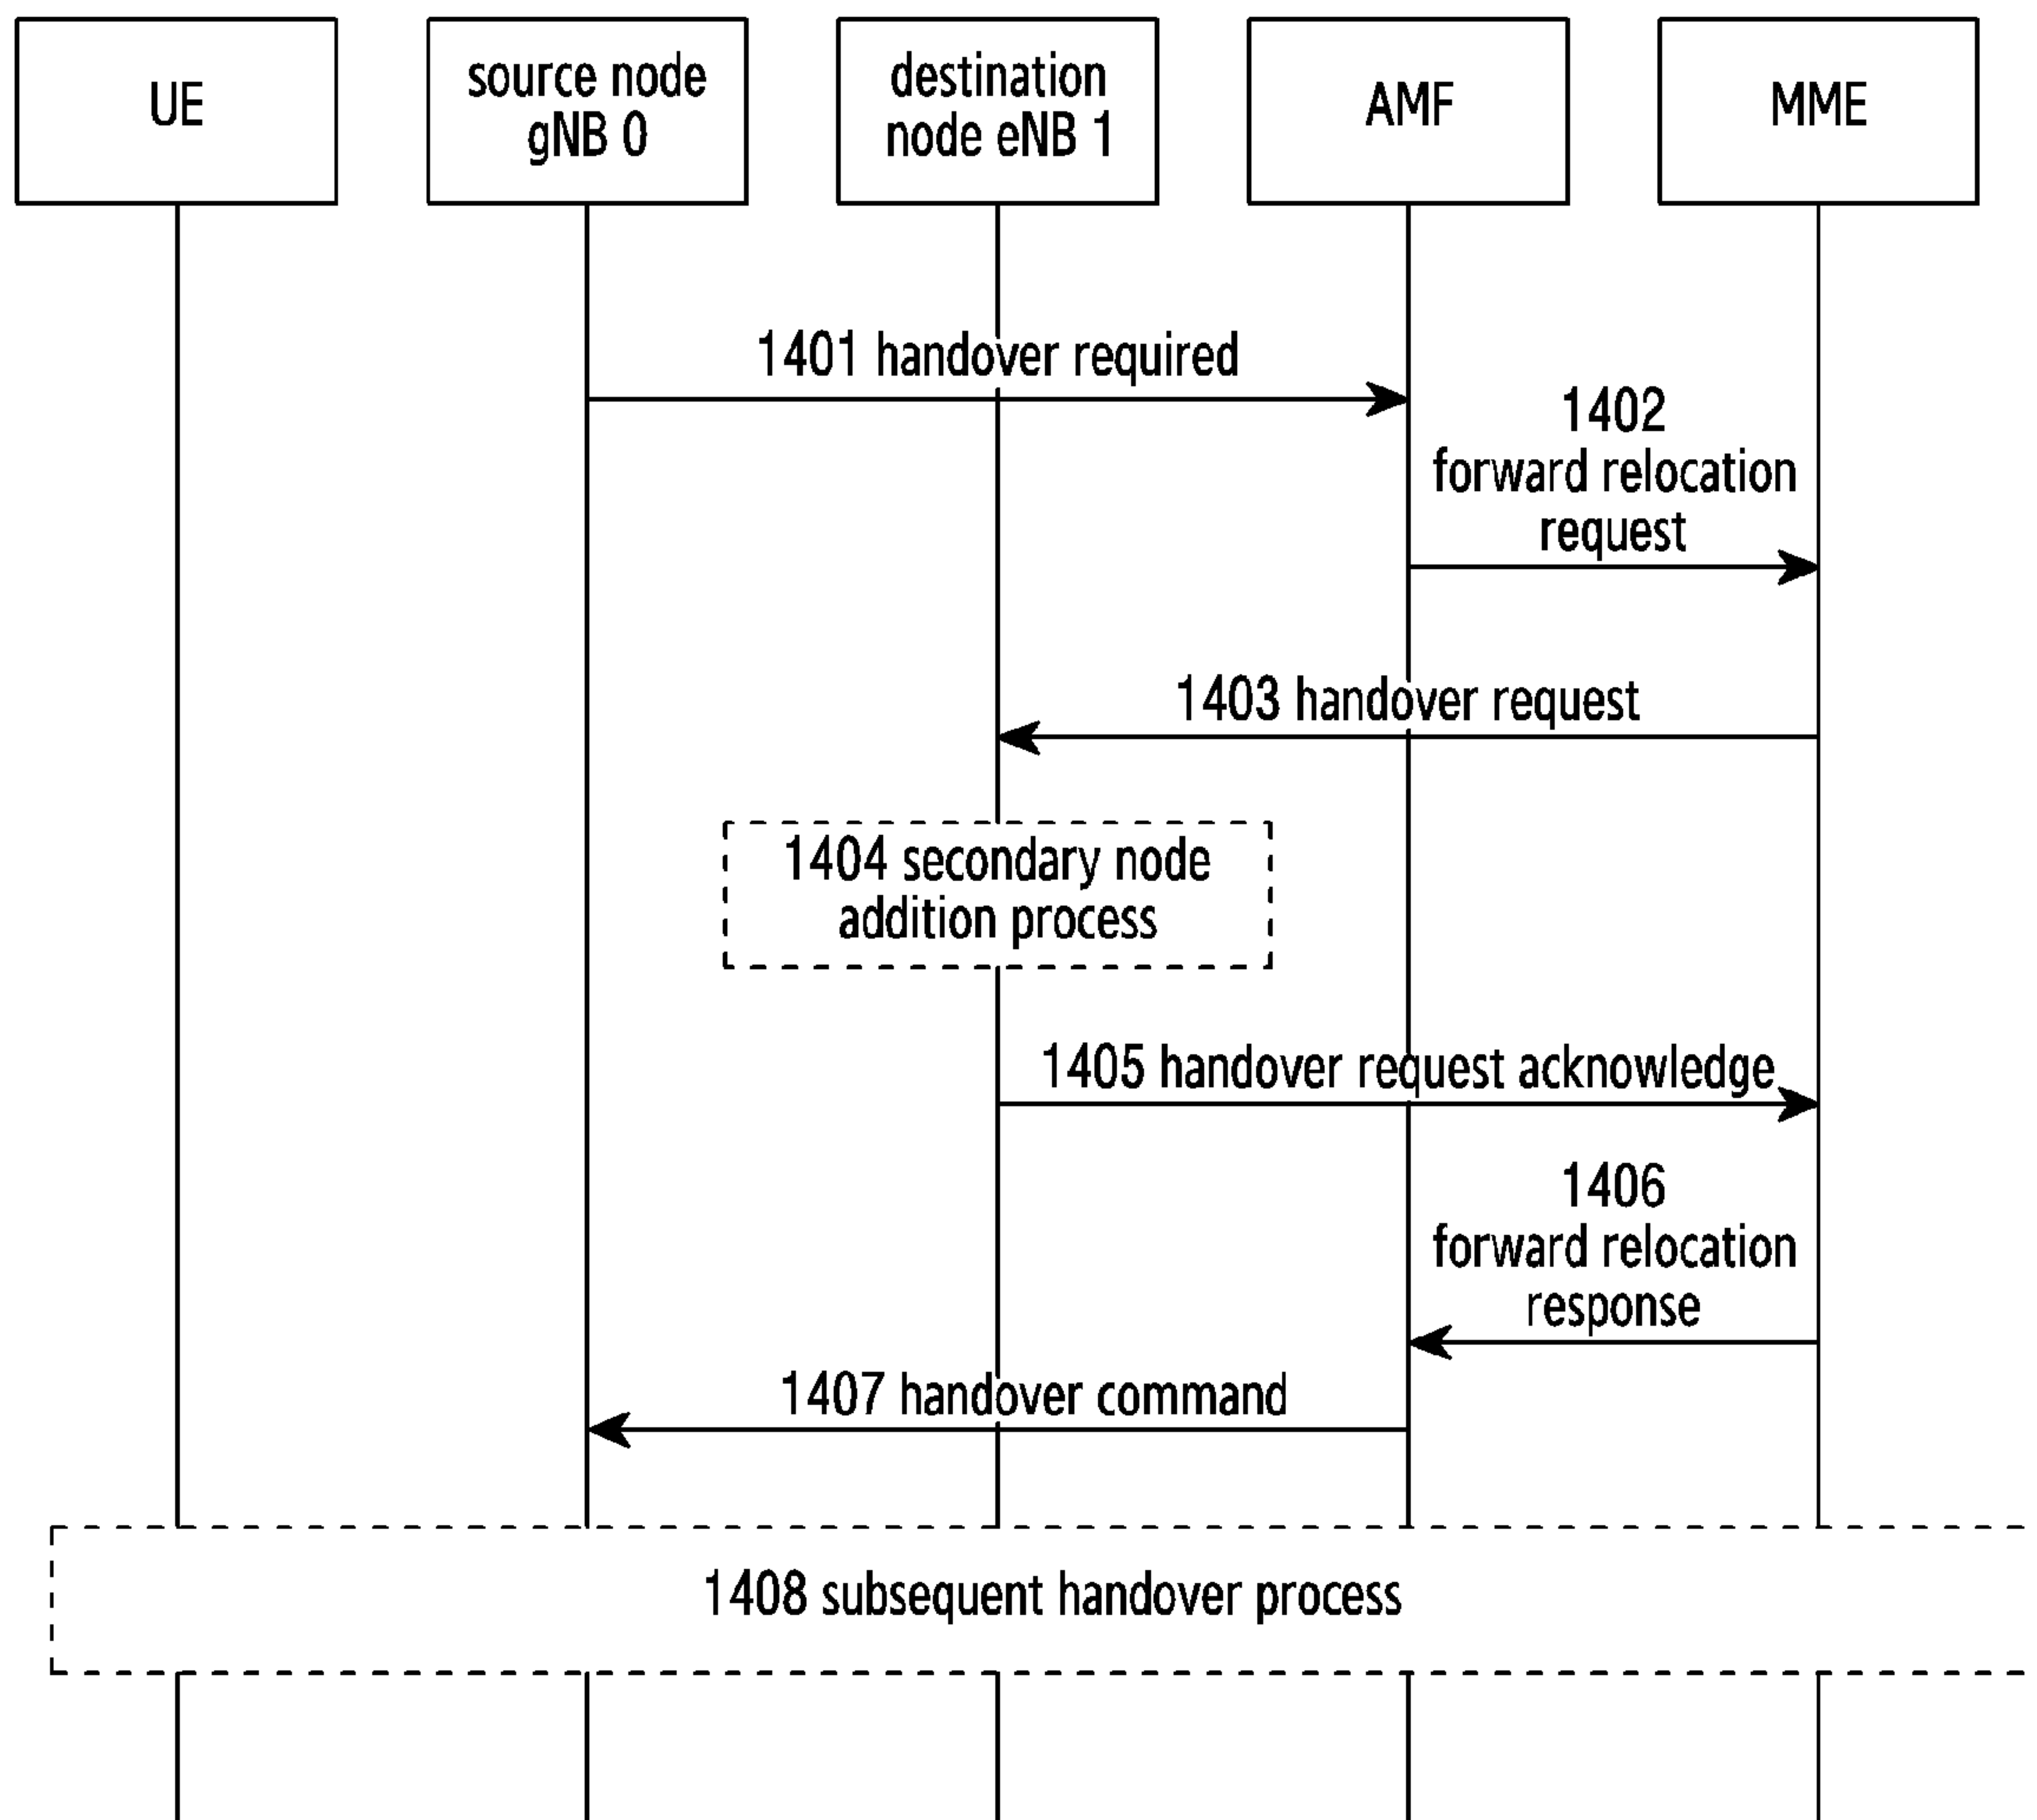 UE
source node
gNB 0
destination
node eNB 1
AMF
MME
1401 handover required
1402
forward relocation
request
1403 handover request
1404 secondary node
addition process
1405 handover request acknowledge
1406
forward relocation
response
1407 handover command
1408 subsequent handover process